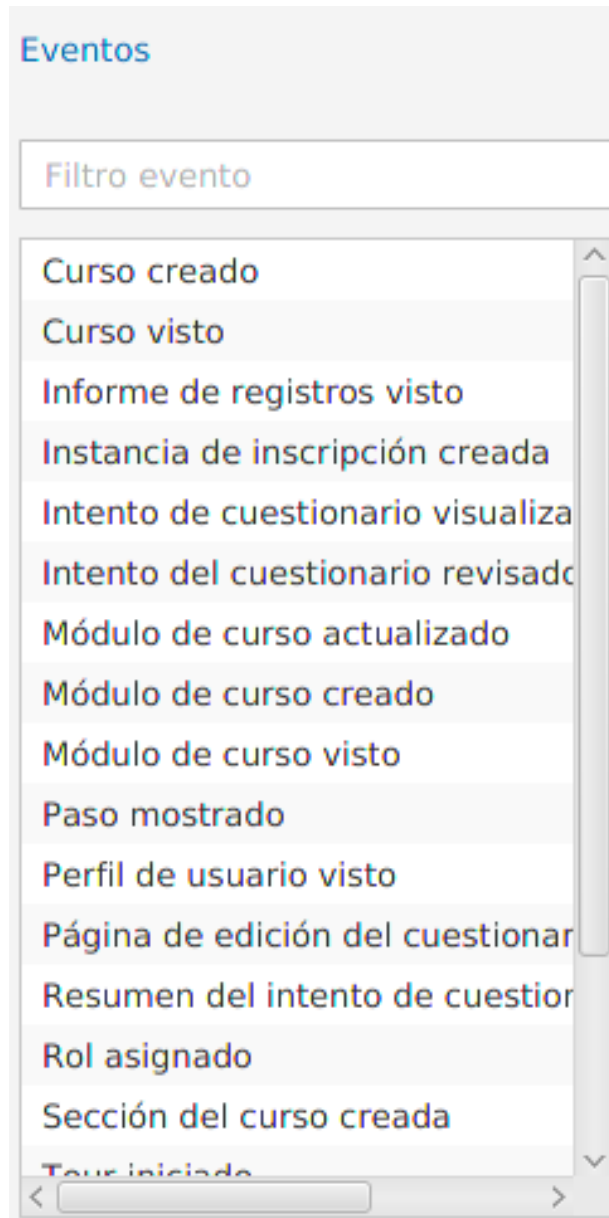 Eventos
Filtro evento
Curso creado
Curso visto
Informe de registros visto
Instancia de inscripción creada
Intento de cuestionario visualiza
Intento del cuestionario revisado
Módulo de curso actualizado
Módulo de curso creado
Módulo de curso visto
Paso mostrado
Perfil de usuario visto
Página de edición del cuestionar
Resumen del intento de cuestion
Rol asignado
Sección del curso creada
Tour iniciado